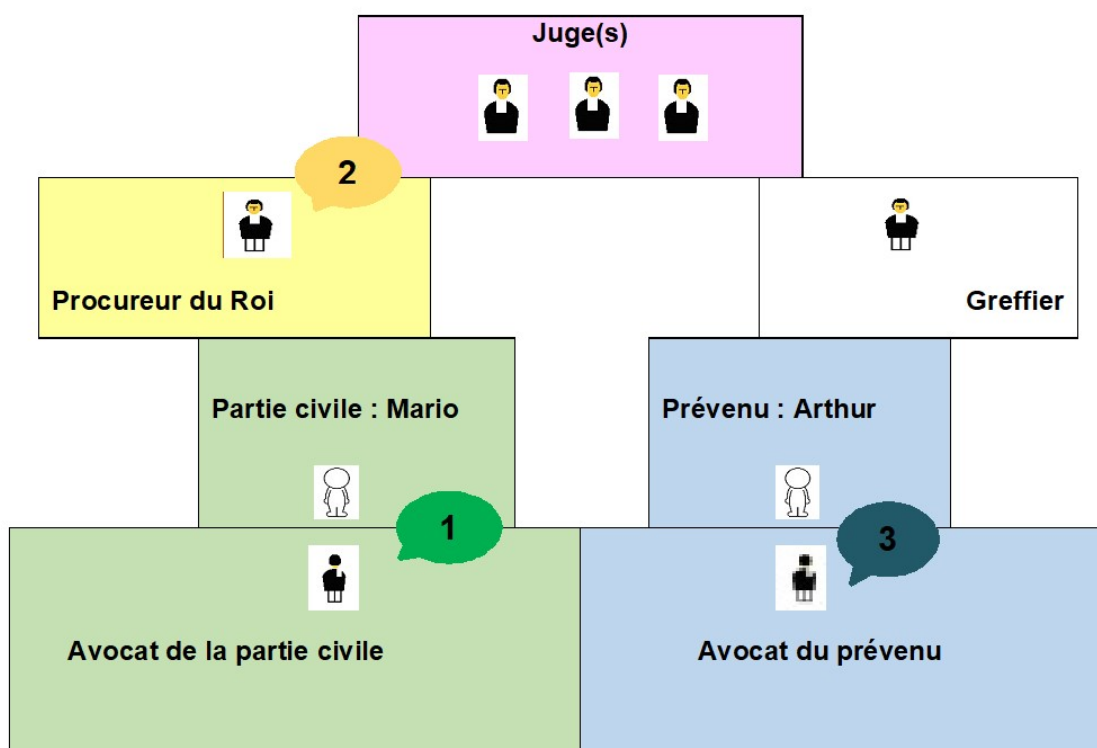 Juge(s)
2
Procureur du Roi
Greffier
Partie civile : Mario
Prévenu : Arthur
1
3
Avocat de la partie civile
Avocat du prévenu